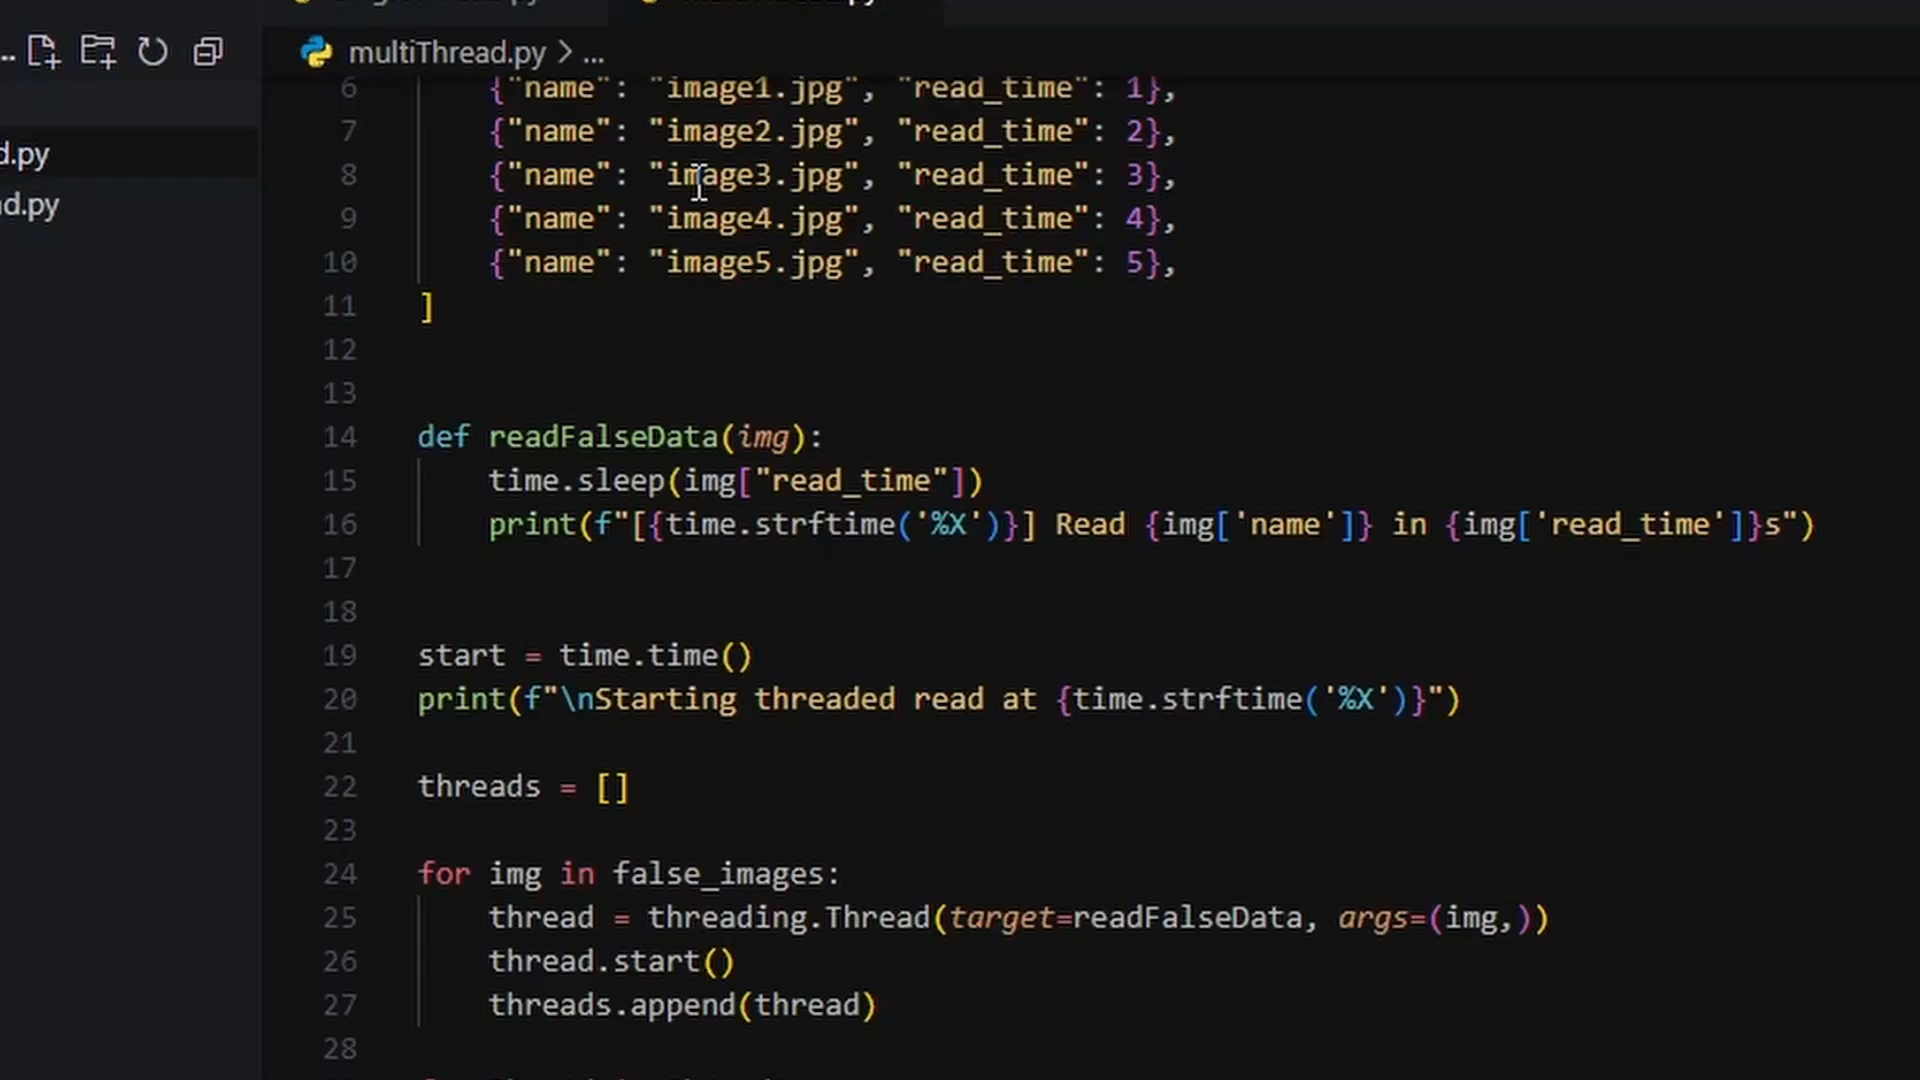 multiThread.py > ...
d.py
ad.py
6 {"name": "image1.jpg", "read_time": 1},
7 {"name": "image2.jpg", "read_time": 2},
8 {"name": "image3.jpg", "read_time": 3},
9 {"name": "image4.jpg", "read_time": 4},
10 {"name": "image5.jpg", "read_time": 5},
11 ]
12
13
14 def readFalseData(img):
15 time.sleep(img["read_time"])
16 print(f"[{time.strftime('%X')}] Read {img['name']} in {img['read_time']}s")
17
18
19 start = time.time()
20 print(f"\nStarting threaded read at {time.strftime('%X')}")
21
22 threads = []
23
24 for img in false_images:
25 thread = threading.Thread(target=readFalseData, args=(img,))
26 thread.start()
27 threads.append(thread)
28